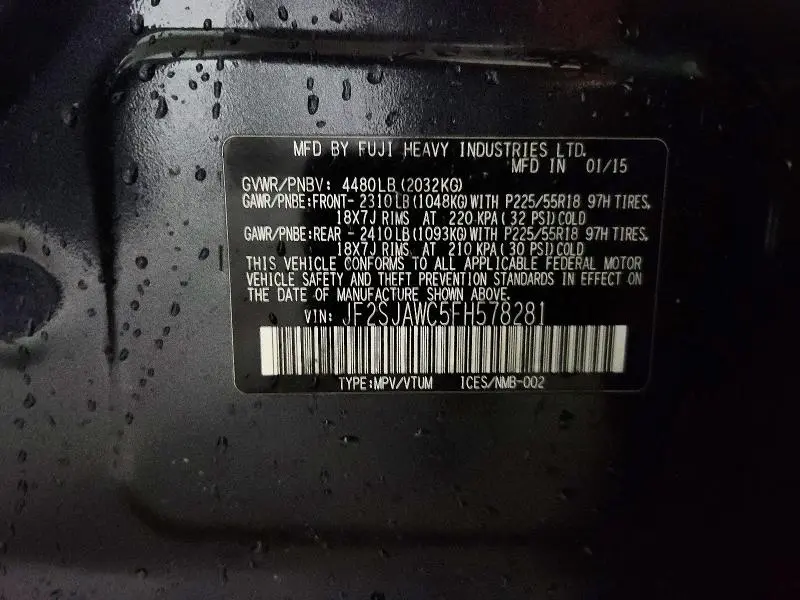 MFD BY FUJI HEAVY INDUSTRIES LTD.
MFD IN 01/15
GVWR/PNBV: 4480LB(2032KG)
GAWR/PNBE:FRONT- 2310LB(1048KG)WITH P225/55R18 97H TIRES,
18X7J RIMS AT 220 KPA(32 PSI)COLD
GAWR/PNBE:REAR - 2410LB(1093KG)WITH P225/55R18 97H TIRES,
18X7J RIMS AT 210 KPA(30 PSI)COLD
THIS VEHICLE CONFORMS TO ALL APPLICABLE FEDERAL MOTOR
VEHICLE SAFETY AND THEFT PREVENTION STANDARDS IN EFFECT ON
THE DATE OF MANUFACTURE SHOWN ABOVE.
VIN: JF2SJAWC5FH578281
TYPE:MPV/VTUM ICES/NMB-002